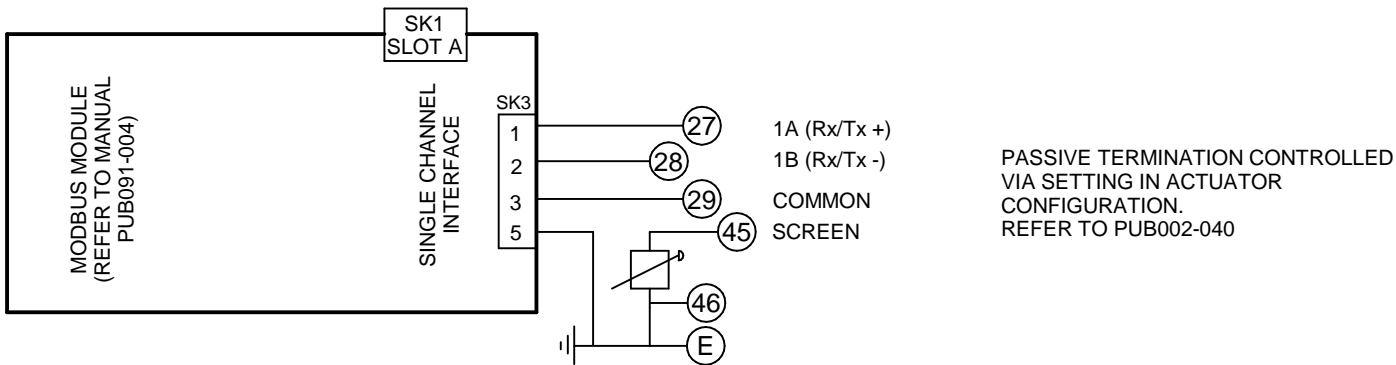 SK1
SLOT A
MODBUS MODULE
(REFER TO MANUAL
PUB091-004)
SINGLE CHANNEL
INTERFACE
SK3
1
2
3
5
27
28
29
45
46
E
1A (Rx/Tx +)
1B (Rx/Tx -)
COMMON
SCREEN
PASSIVE TERMINATION CONTROLLED
VIA SETTING IN ACTUATOR
CONFIGURATION.
REFER TO PUB002-040